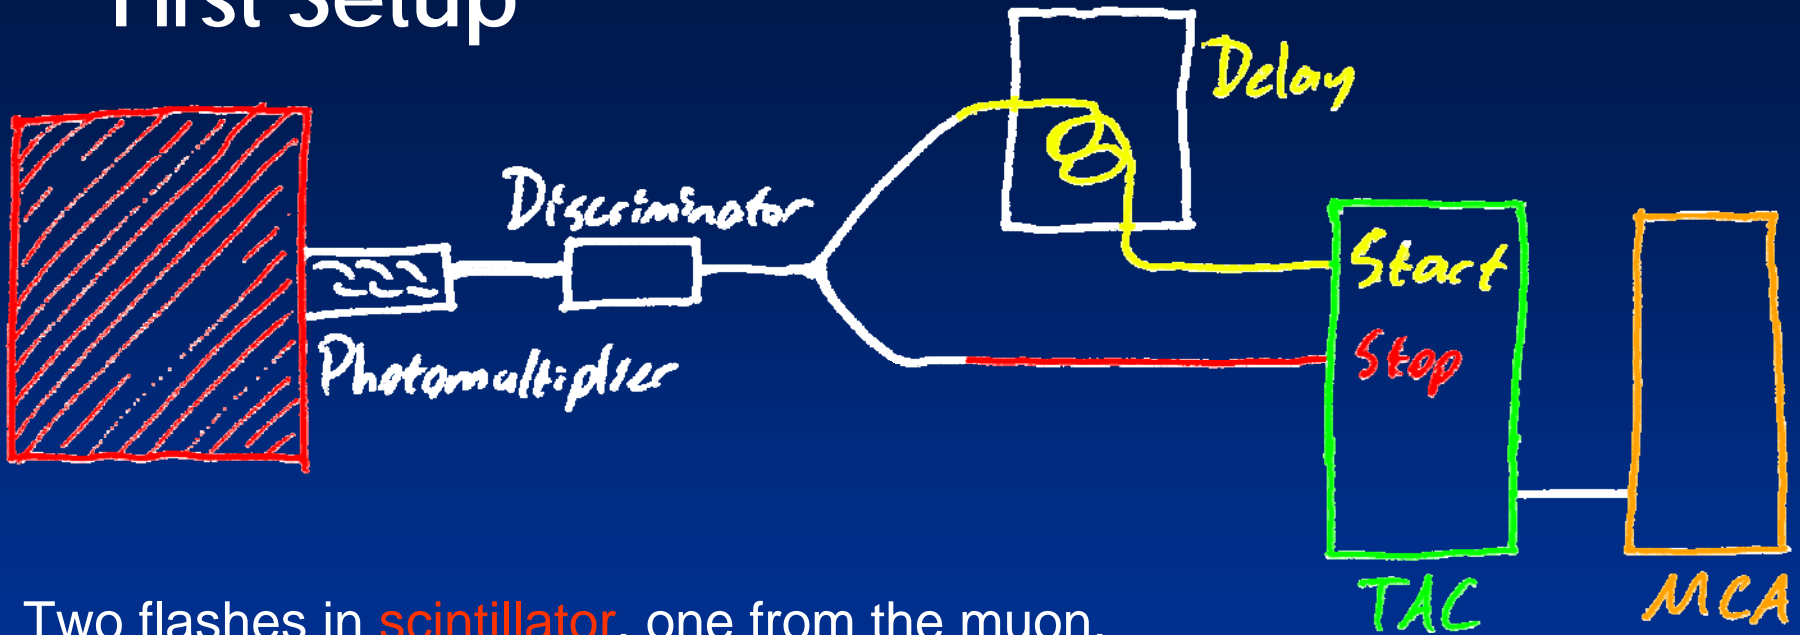 First Setup
Delay
Discriminator
Start
Photomultiplier
Stop
TAC
MCA
Two flashes in scintillator, one from the muon,